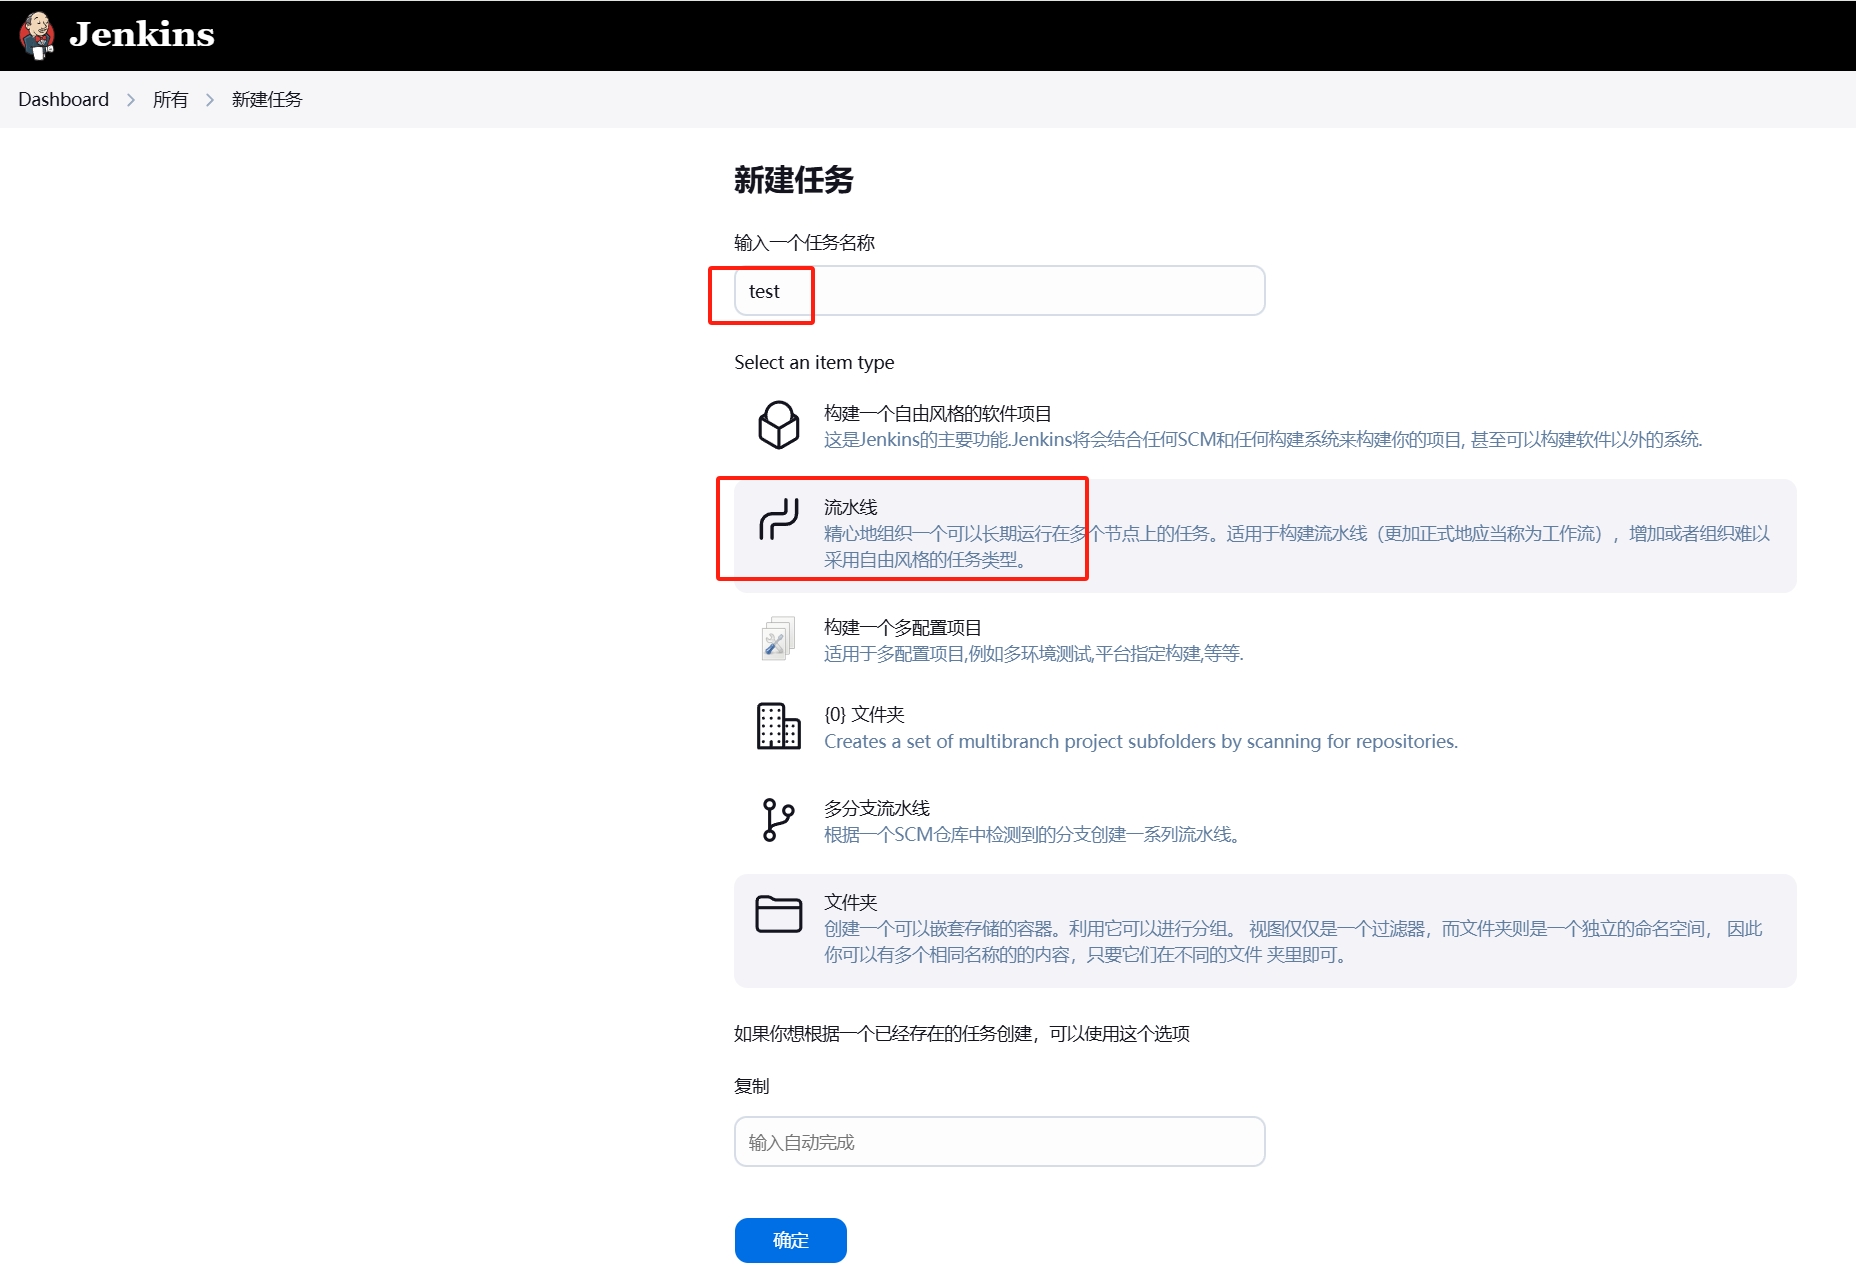 Jenkins
Dashboard > 所有 > 新建任务
新建任务
输入一个任务名称
test
Select an item type
构建一个自由风格的软件项目
这是Jenkins的主要功能.Jenkins将会结合任何SCM和任何构建系统来构建你的项目, 甚至可以构建软件以外的系统.
流水线
精心地组织一个可以长期运行在多个节点上的任务。适用于构建流水线（更加正式地应当称为工作流），增加或者组织难以
采用自由风格的任务类型。
构建一个多配置项目
适用于多配置项目,例如多环境测试,平台指定构建,等等.
{0} 文件夹
Creates a set of multibranch project subfolders by scanning for repositories.
多分支流水线
根据一个SCM仓库中检测到的分支创建一系列流水线。
文件夹
创建一个可以嵌套存储的容器。利用它可以进行分组。 视图仅仅是一个过滤器，而文件夹则是一个独立的命名空间， 因此
你可以有多个相同名称的的内容，只要它们在不同的文件 夹里即可。
如果你想根据一个已经存在的任务创建，可以使用这个选项
复制
输入自动完成
确定